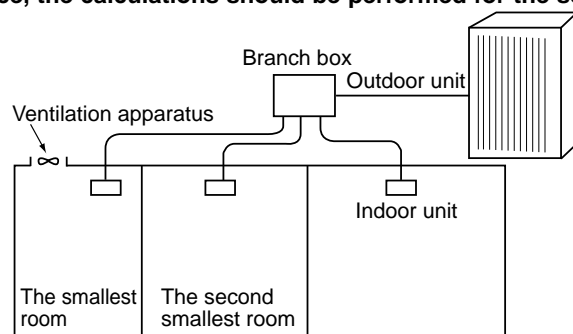 , the calculations should be performed for the se
Branch box
Outdoor unit
Ventilation apparatus
Indoor unit
The smallest
room
The second
smallest room